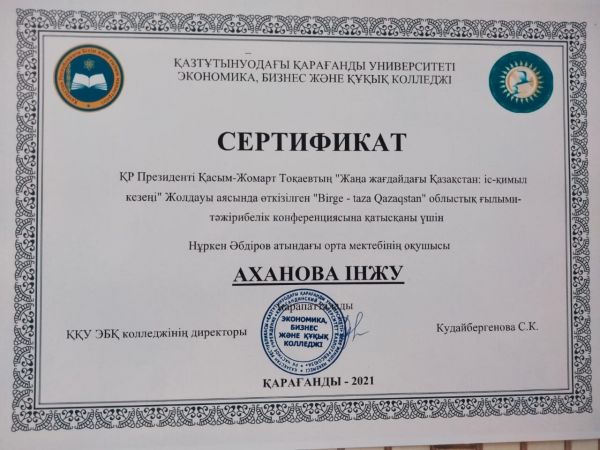 ҚАЗТҰТЫНУОДАҒЫ ҚАРАҒАНДЫ УНИВЕРСИТЕТІ
ЭКОНОМИКА, БИЗНЕС ЖӘНЕ ҚҰҚЫҚ КОЛЛЕДЖІ
СЕРТИФИКАТ
ҚР Президенті Қасым-Жомарт Тоқаевтың "Жаңа жағдайдағы Қазақстан: іс-қимыл
кезеңі" Жолдауы аясында өткізілген "Birge - taza Qazaqstan" облыстық ғылыми-
тәжірибелік конференциясына қатысқаны үшін
Нұркен Әбдіров атындағы орта мектебінің оқушысы
АХАНОВА ІНЖУ
ҚҚУ ЭБҚ колледжінің директоры
ЭКОНОМИКА,
БИЗНЕС
ЖӘНЕ ҚҰҚЫҚ
КОЛЛЕДЖІ
Кудайбергенова С.К.
ҚАРАҒАНДЫ - 2021